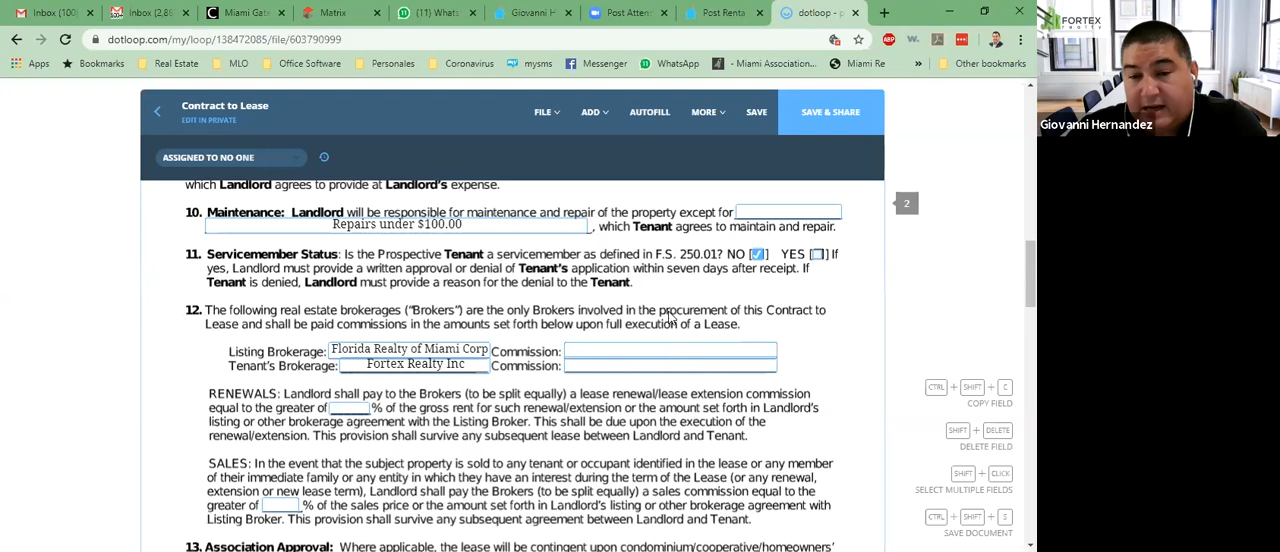 Inbox (100)
Inbox (2,88
500+
Miami Gate
Matrix
(11) Whats
Giovanni H
Post Attenc
Post Renta
dotloop - p
dotloop.com/my/loop/138472085/file/603790999
ABP
Apps
Bookmarks
Real Estate
MLO
Office Software
Personales
Coronavirus
mysms
Messenger
WhatsApp
- Miami Association...
Miami Re
»
Other bookmarks
Contract to Lease
EDIT IN PRIVATE
FILE
ADD
AUTOFILL
MORE
SAVE
SAVE & SHARE
ASSIGNED TO NO ONE
which Landlord agrees to provide at Landlord's expense.
10. Maintenance: Landlord will be responsible for maintenance and repair of the property except for
Repairs under $100.00, which Tenant agrees to maintain and repair.
11. Servicemember Status: Is the Prospective Tenant a servicemember as defined in F.S. 250.01? NO [✓] YES [ ] If
yes, Landlord must provide a written approval or denial of Tenant's application within seven days after receipt. If
Tenant is denied, Landlord must provide a reason for the denial to the Tenant.
12. The following real estate brokeres ("Brokers") are the only Brokers involved in the procurement of this Contract to
Lease and shall be paid commissions in the amounts set forth below upon full execution of a Lease.
Listing Brokerage: Florida Realty of Miami Corp Commission:
Tenant's Brokerage: Fortex Realty Inc Commission:
RENEWALS: Landlord shall pay to the Brokers (to be split equally) a lease renewal/lease extension commission
equal to the greater of % of the gross rent for such renewal/extension or the amount set forth in Landlord's
listing or other brokerage agreement with the Listing Broker. This shall be due upon the execution of the
renewal/extension. This provision shall survive any subsequent lease between Landlord and Tenant.
SALES: In the event that the subject property is sold to any tenant or occupant identified in the lease or any member
of their immediate family or any entity in which they have an interest during the term of the Lease (or any renewal,
extension or new lease term), Landlord shall pay the Brokers (to be split equally) a sales commission equal to the
greater of % of the sales price or the amount set forth in Landlord's listing or other brokerage agreement with
Listing Broker. This provision shall survive any subsequent agreement between Landlord and Tenant.
13. Association Approval: Where applicable, the lease will be contingent upon condominium/cooperative/homeowners'
2
CTRL + SHIFT + C
COPY FIELD
SHIFT + DELETE
DELETE FIELD
SHIFT + CLICK
SELECT MULTIPLE FIELDS
CTRL + SHIFT + S
SAVE DOCUMENT
FORTEX
realty
Giovanni Hernandez